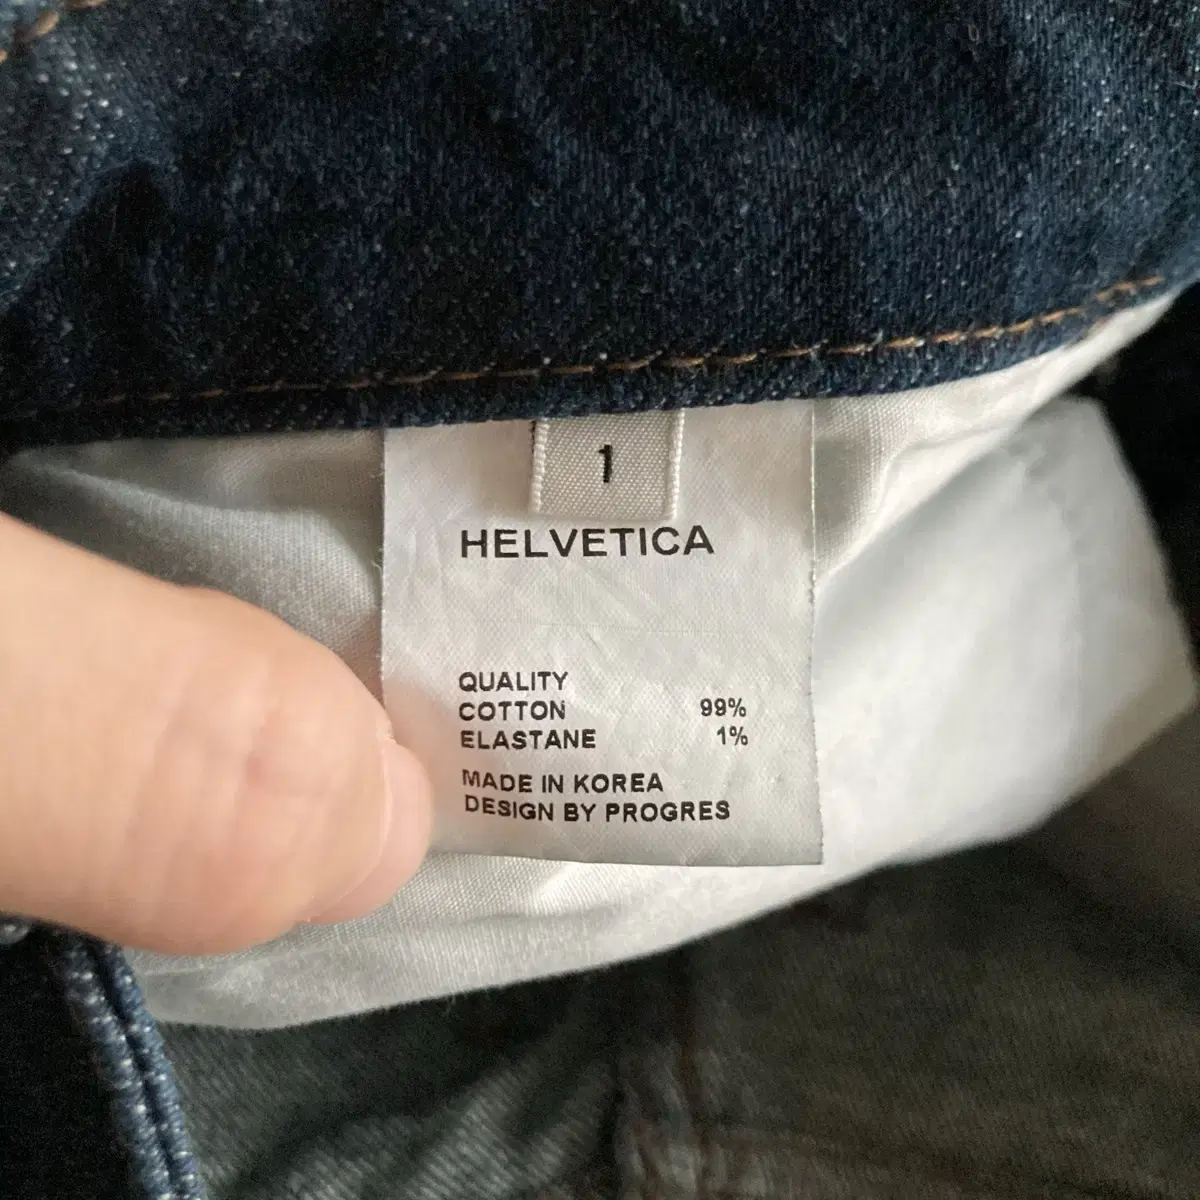 1
HELVETICA
QUALITY
COTTON 99%
ELASTANE 1%
MADE IN KOREA
DESIGN BY PROGRES